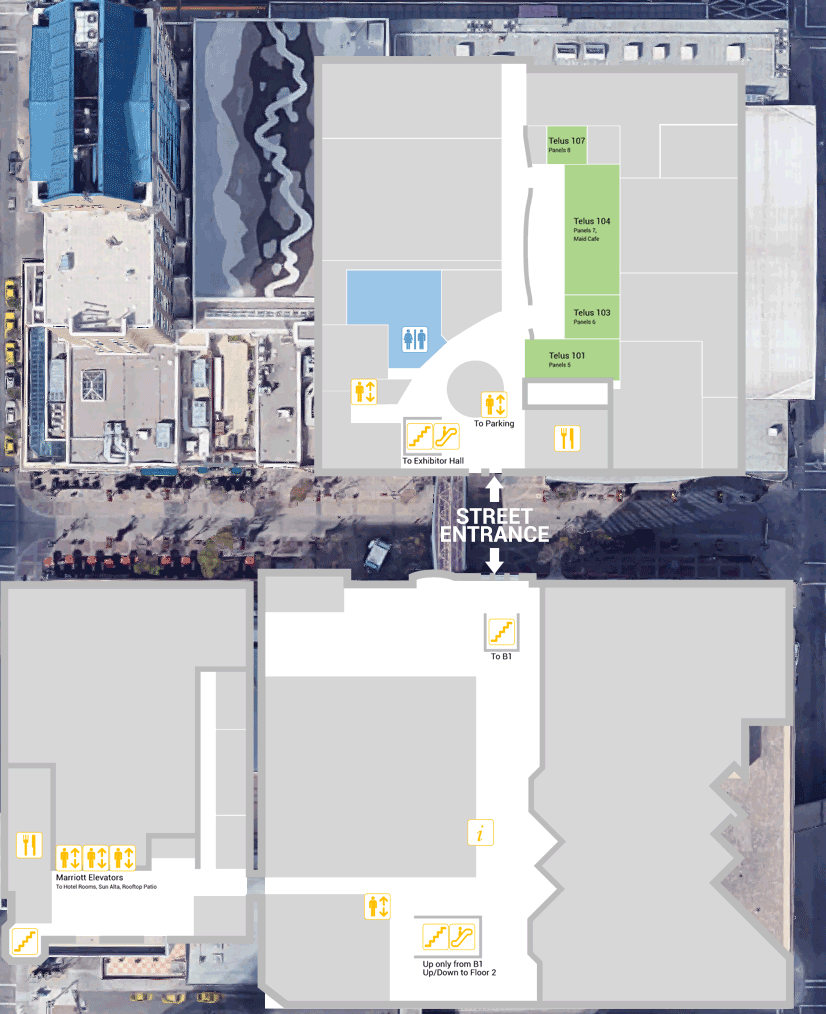 Telus 107
Panels 8
Telus 104
Panels 7,
Maid Cafe
Telus 103
Panels 6
Telus 101
Panels 5
To Parking
To Exhibitor Hall
STREET
ENTRANCE
To B1
i
Marriott Elevators
To Hotel Rooms, Sun Alta, Rooftop Patio
Up only from B1
Up/Down to Floor 2